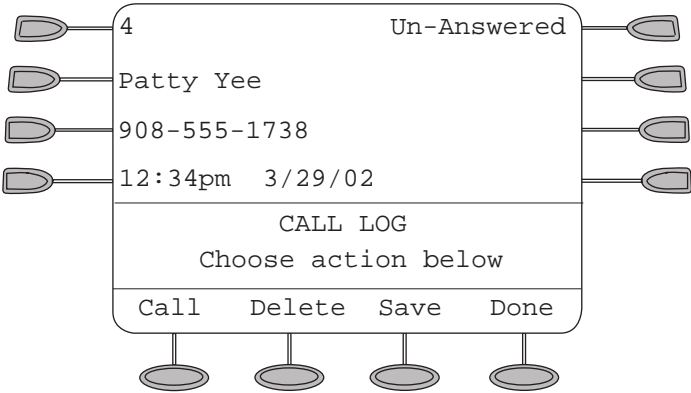 4 Un-Answered
Patty Yee
908-555-1738
12:34pm 3/29/02
CALL LOG
Choose action below
Call Delete Save Done